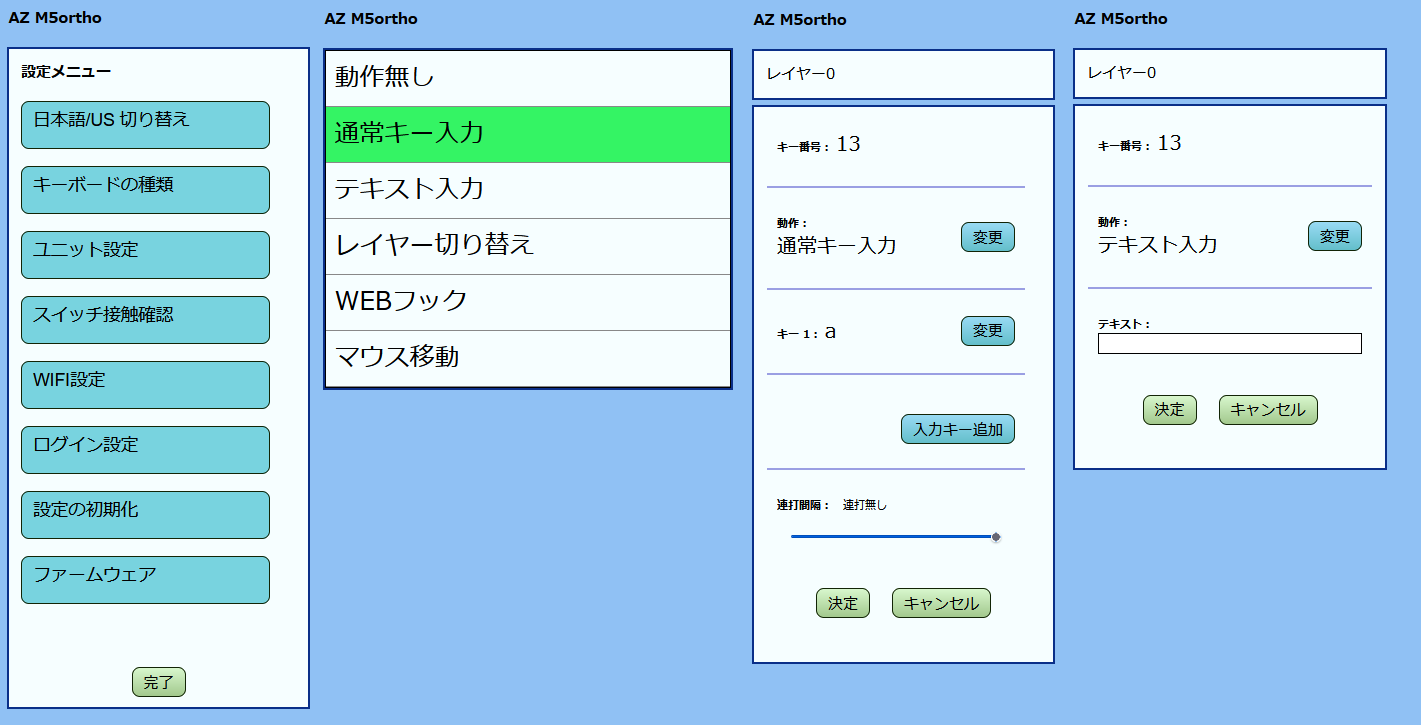 AZ M5ortho
設定メニュー
日本語/US 切り替え
キーボードの種類
ユニット設定
スイッチ接触確認
WIFI設定
ログイン設定
設定の初期化
ファームウェア
完了
AZ M5ortho
動作無し
通常キー入力
テキスト入力
レイヤー切り替え
WEBフック
マウス移動
AZ M5ortho
レイヤー0
キー番号： 13
動作：
通常キー入力 変更
キー 1： a 変更
入力キー追加
連打間隔： 連打無し
決定 キャンセル
AZ M5ortho
レイヤー0
キー番号： 13
動作：
テキスト入力 変更
テキスト：
決定 キャンセル